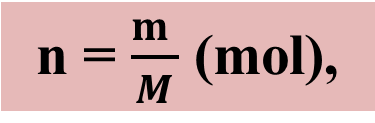 n = m/M (mol),